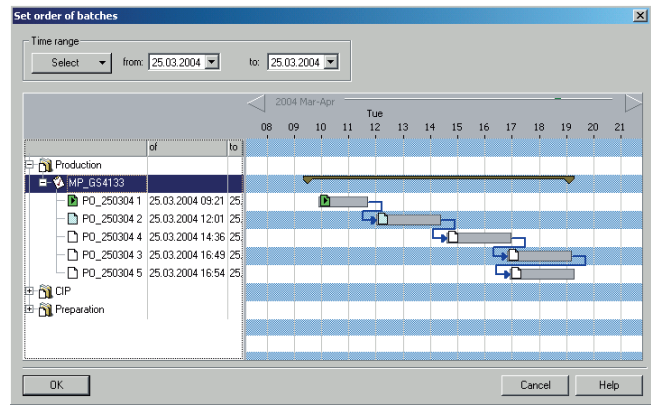 Set order of batches
Time range
Select from: 25.03.2004 to: 25.03.2004
2004 Mar-Apr
Tue
08 09 10 11 12 13 14 15 16 17 18 19 20 21
of to
Production
MP_GS4133
PO_250304 1 25.03.2004 09:21 25.
PO_250304 2 25.03.2004 12:01 25.
PO_250304 4 25.03.2004 14:36 25.
PO_250304 3 25.03.2004 16:49 25.
PO_250304 5 25.03.2004 16:54 25.
CIP
Preparation
OK Cancel Help